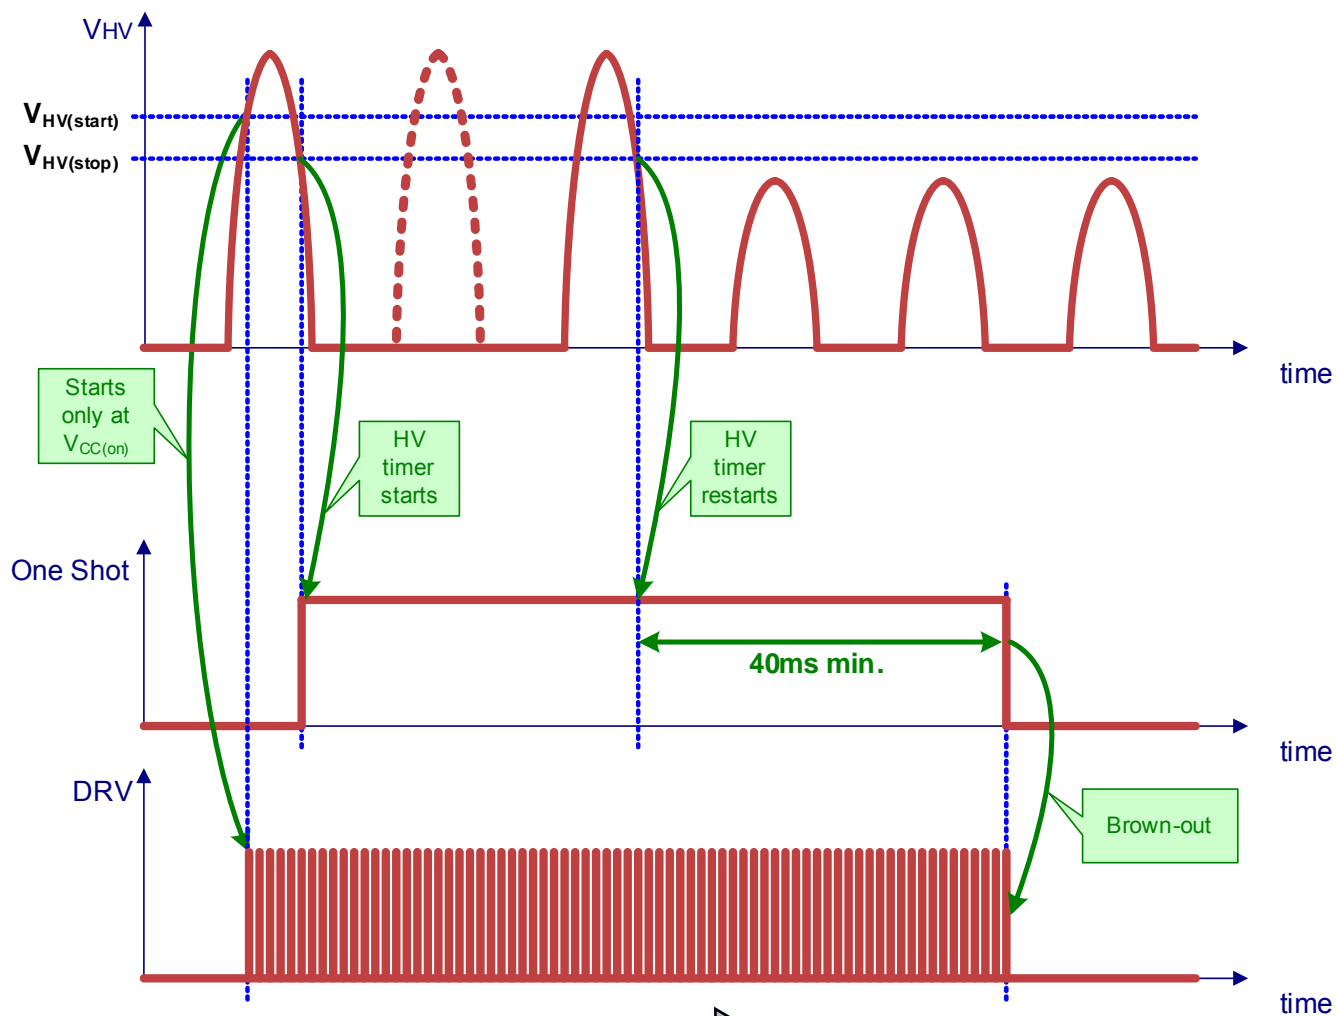 VHV
VHV(start)
VHV(stop)
time
Starts
only at
VCC(on)
HV
timer
starts
HV
timer
restarts
One Shot
40ms min.
time
DRV
Brown-out
time